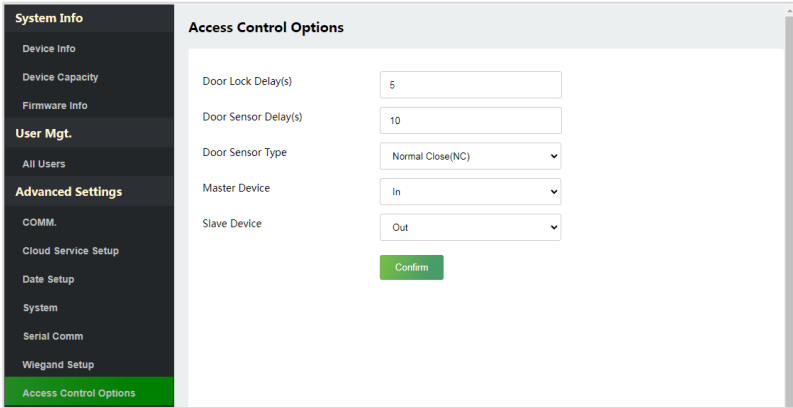 System Info
Device Info
Device Capacity
Firmware Info
User Mgt.
All Users
Advanced Settings
COMM.
Cloud Service Setup
Date Setup
System
Serial Comm
Wiegand Setup
Access Control Options
Access Control Options
Door Lock Delay(s) 5
Door Sensor Delay(s) 10
Door Sensor Type Normal Close(NC)
Master Device In
Slave Device Out
Confirm